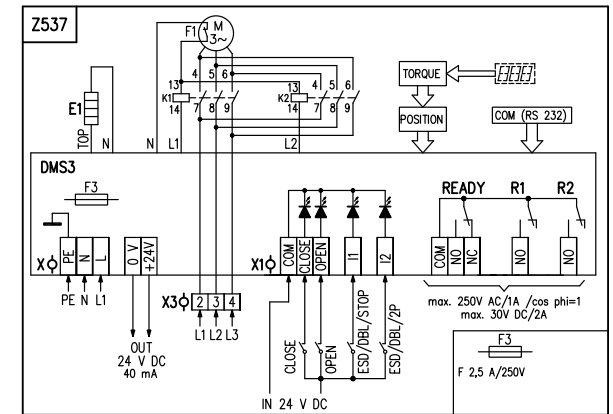 Z537
F1
M
3~
TORQUE
COM (RS 232)
POSITION
E1
TOP
N
N
L1
13
K1
14
4 5 6
7 8 9
13
K2
14
4 5 6
7 8 9
L2
DMS3
F3
READY R1 R2
X
PE
N
L
0 V
+24V
X1
COM
CLOSE
OPEN
I1
I2
COM
NO
NC
NO
NO
PE N L1
X3
2 3 4
L1 L2 L3
OUT
24 V DC
40 mA
CLOSE
OPEN
ESD/DBL/STOP
ESD/DBL/2P
IN 24 V DC
max. 250V AC/1A /cos phi=1
max. 30V DC/2A
F3
F 2,5 A/250V